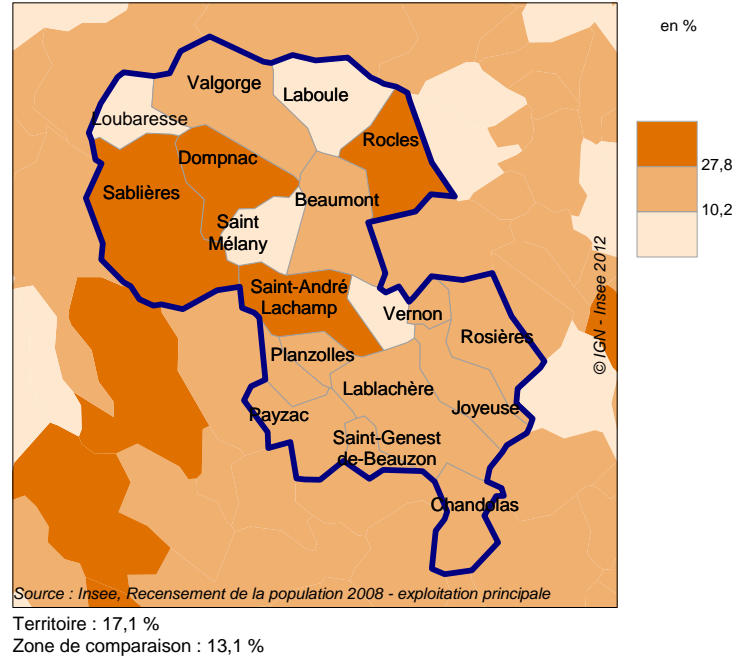 en %
27,8
10,2
Valgorge
Laboule
Loubaresse
Rocles
Dompnac
Sablières
Beaumont
Saint
Mélany
Saint-André
Lachamp
Vernon
Rosières
Planzolles
Lablachère
Joyeuse
Payzac
Saint-Genest
de-Beauzon
Chandolas
© IGN - Insee 2012
Source : Insee, Recensement de la population 2008 - exploitation principale
Territoire : 17,1 %
Zone de comparaison : 13,1 %